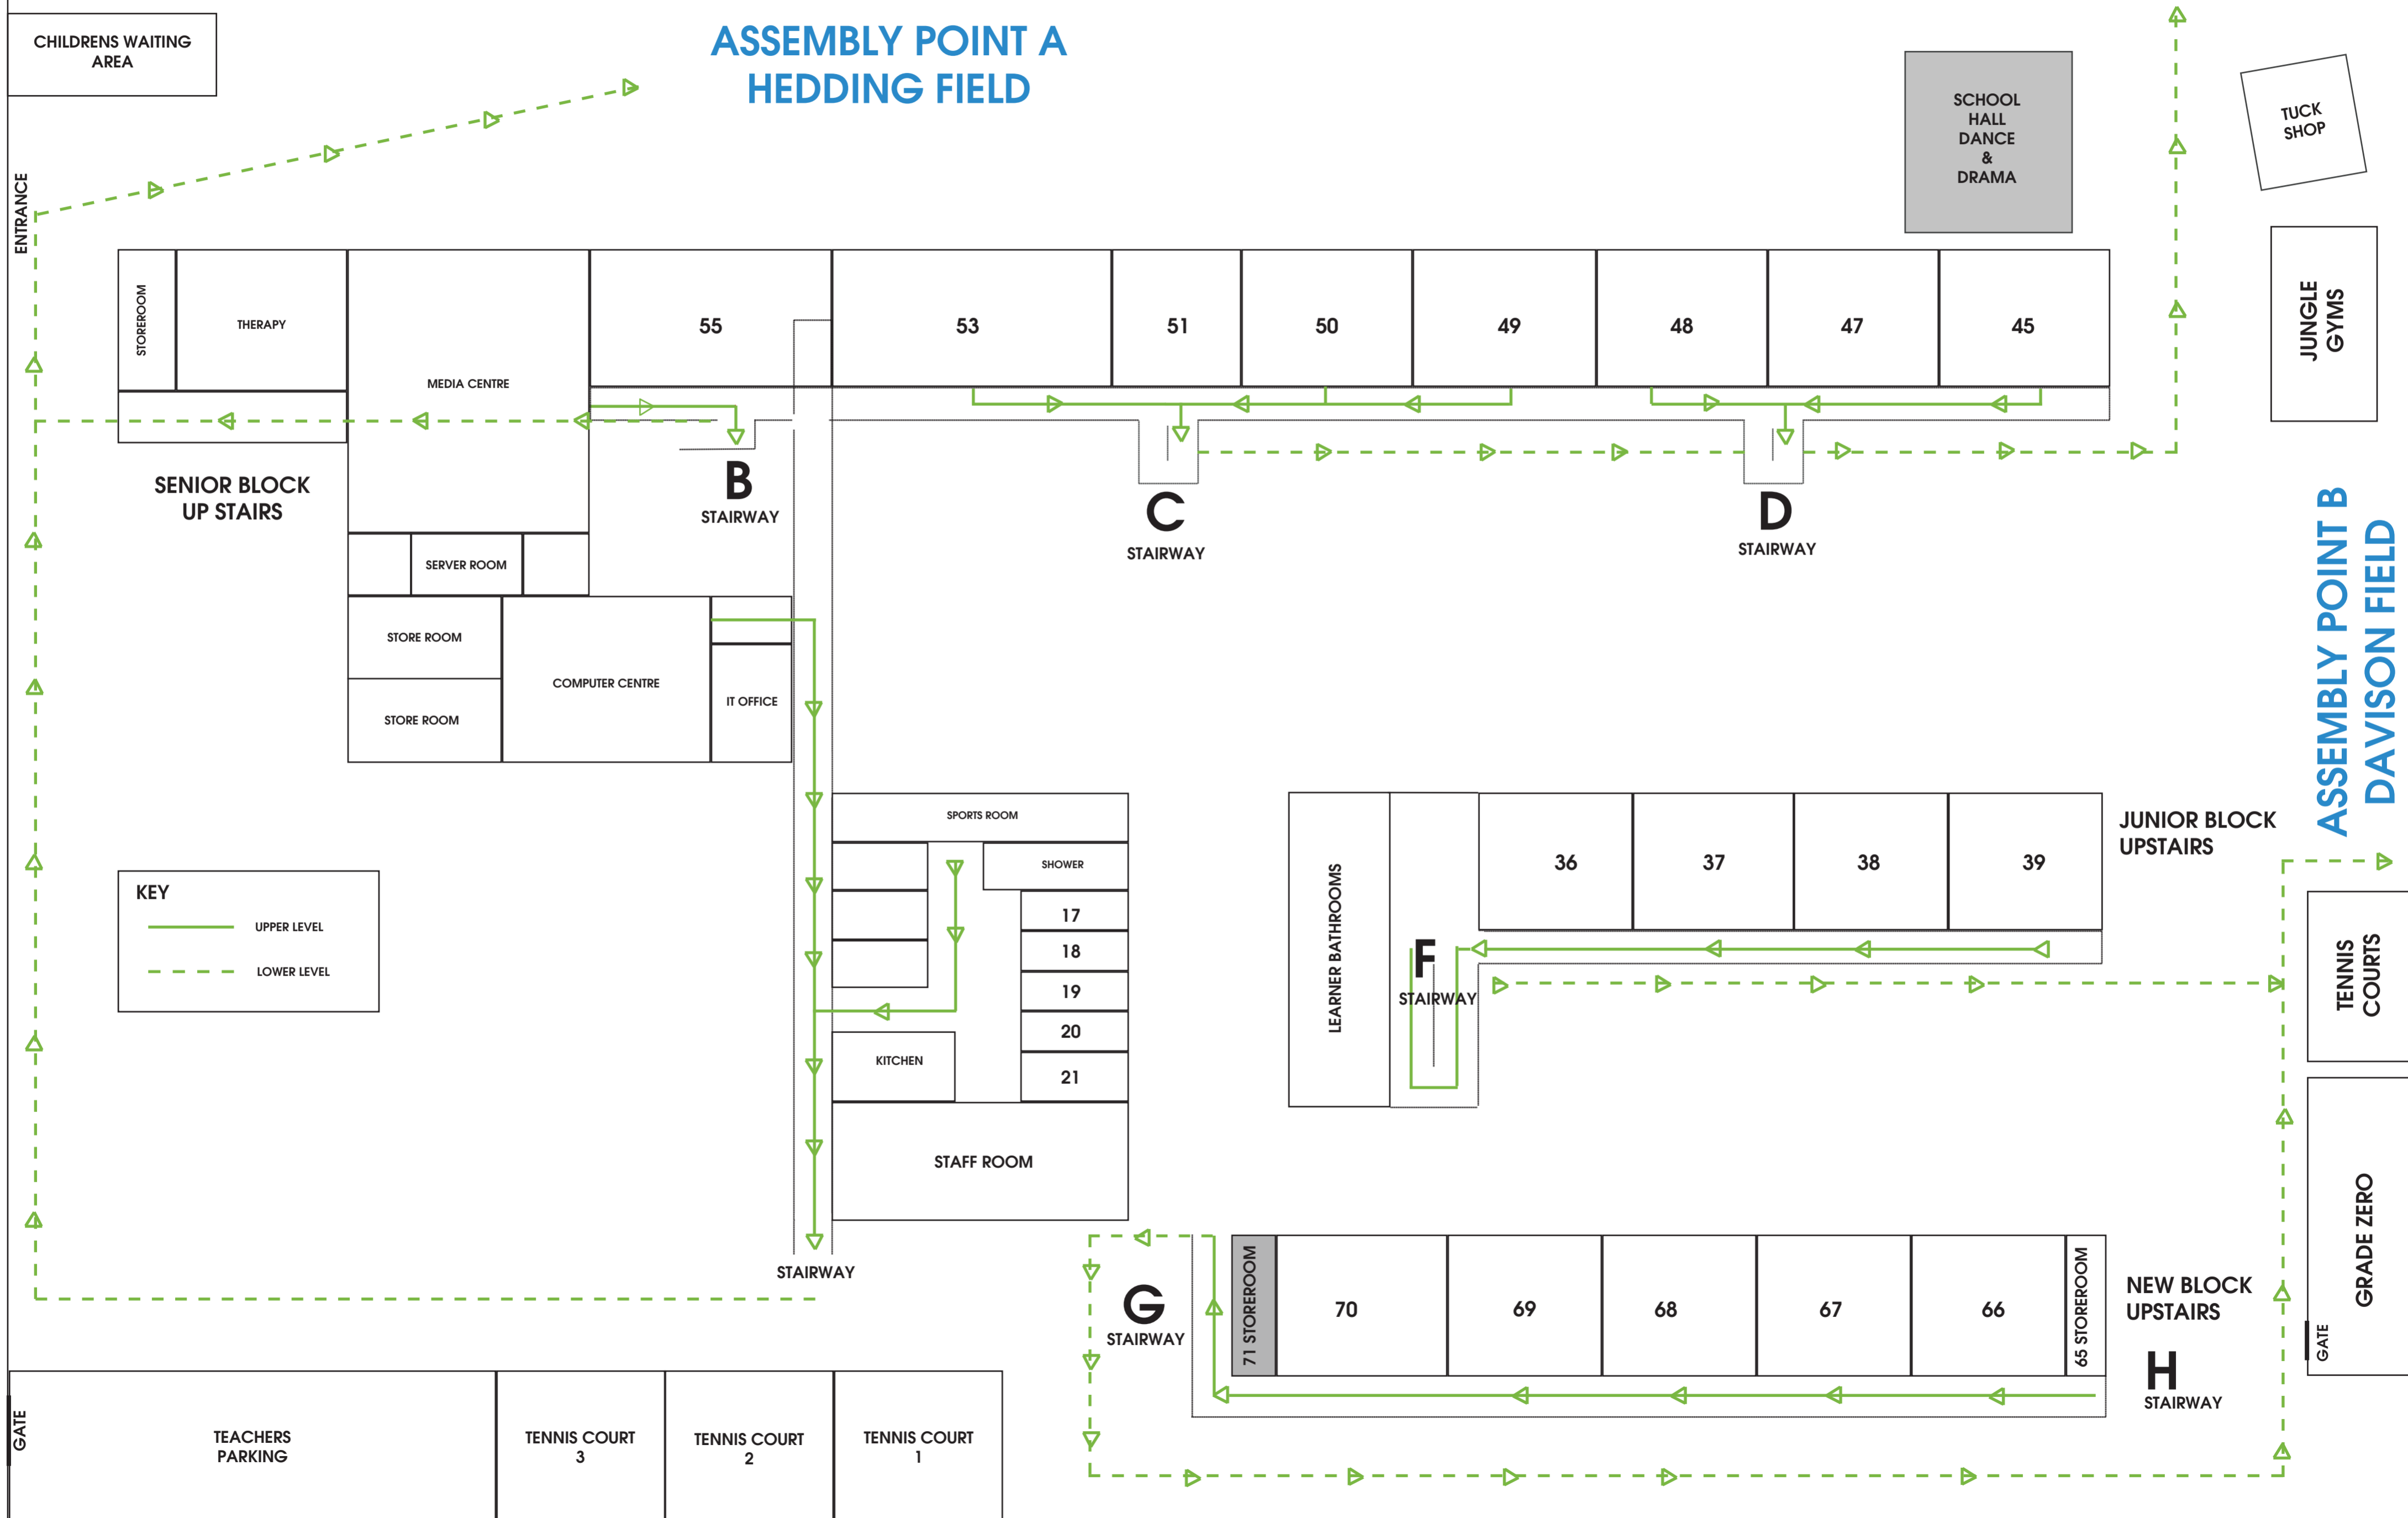 CHILDRENS WAITING
AREA
ASSEMBLY POINT A
HEDDING FIELD
SCHOOL
HALL
DANCE
&
DRAMA
TUCK
SHOP
ENTRANCE
JUNGLE
GYMS
STOREROOM
THERAPY
MEDIA CENTRE
55
53
51
50
49
48
47
45
SENIOR BLOCK
UP STAIRS
B
STAIRWAY
C
STAIRWAY
D
STAIRWAY
ASSEMBLY POINT B
DAVISON FIELD
SERVER ROOM
STORE ROOM
COMPUTER CENTRE
IT OFFICE
STORE ROOM
SPORTS ROOM
SHOWER
17
18
19
20
21
KITCHEN
STAFF ROOM
STAIRWAY
KEY
UPPER LEVEL
LOWER LEVEL
LEARNER BATHROOMS
F
STAIRWAY
36
37
38
39
JUNIOR BLOCK
UPSTAIRS
TENNIS
COURTS
GRADE ZERO
GATE
G
STAIRWAY
71 STOREROOM
70
69
68
67
66
65 STOREROOM
NEW BLOCK
UPSTAIRS
H
STAIRWAY
GATE
TEACHERS
PARKING
TENNIS COURT
3
TENNIS COURT
2
TENNIS COURT
1